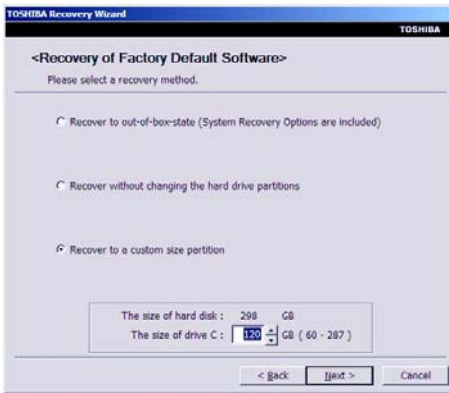 TOSHIBA Recovery Wizard
TOSHIBA
<Recovery of Factory Default Software>
Please select a recovery method.
Recover to out-of-box-state (System Recovery Options are included)
Recover without changing the hard drive partitions
Recover to a custom size partition
The size of hard disk : 298 GB
The size of drive C : 120 GB ( 60 - 287 )
< Back Next > Cancel